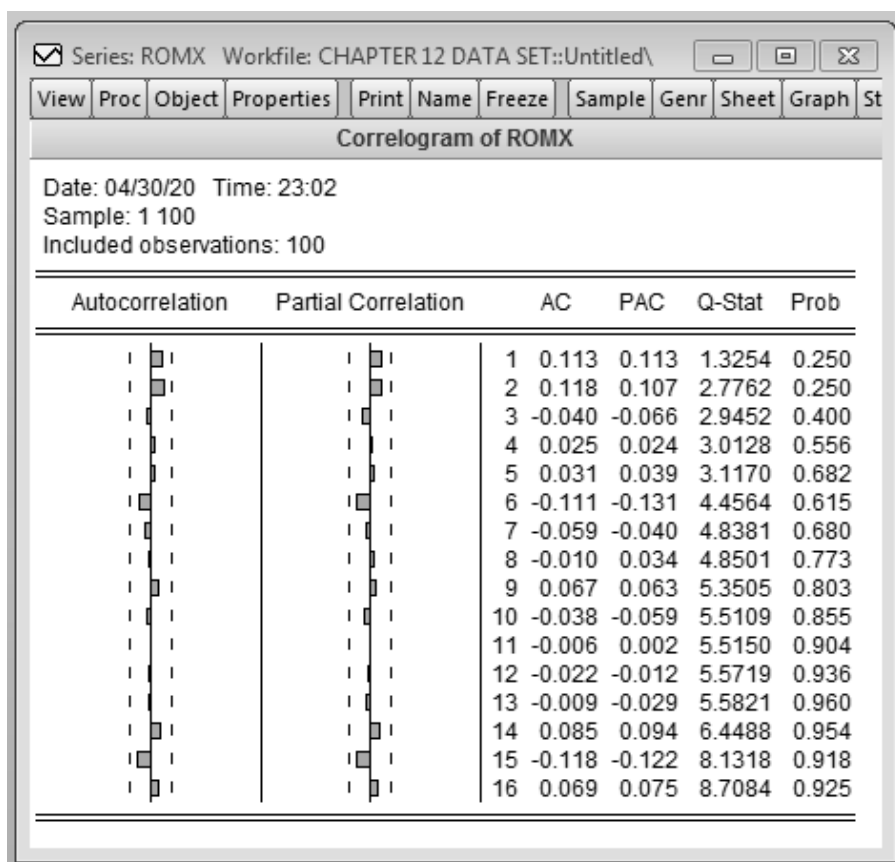 Series: ROMX Workfile: CHAPTER 12 DATA SET::Untitled\
View Proc Object Properties Print Name Freeze Sample Genr Sheet Graph St
Correlogram of ROMX
Date: 04/30/20 Time: 23:02
Sample: 1 100
Included observations: 100
Autocorrelation Partial Correlation AC PAC Q-Stat Prob
1 0.113 0.113 1.3254 0.250
2 0.118 0.107 2.7762 0.250
3 -0.040 -0.066 2.9452 0.400
4 0.025 0.024 3.0128 0.556
5 0.031 0.039 3.1170 0.682
6 -0.111 -0.131 4.4564 0.615
7 -0.059 -0.040 4.8381 0.680
8 -0.010 0.034 4.8501 0.773
9 0.067 0.063 5.3505 0.803
10 -0.038 -0.059 5.5109 0.855
11 -0.006 0.002 5.5150 0.904
12 -0.022 -0.012 5.5719 0.936
13 -0.009 -0.029 5.5821 0.960
14 0.085 0.094 6.4488 0.954
15 -0.118 -0.122 8.1318 0.918
16 0.069 0.075 8.7084 0.925